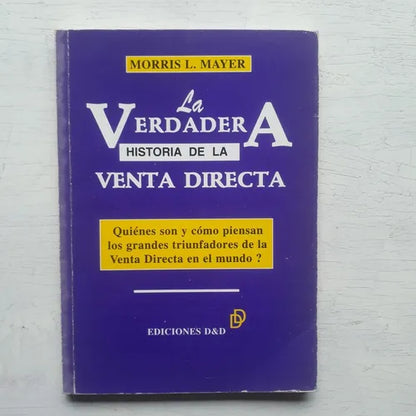 MORRIS L. MAYER
La
VERDADERA
HISTORIA DE LA
VENTA DIRECTA
Quiénes son y cómo piensan
los grandes triunfadores de la
Venta Directa en el mundo ?
EDICIONES D&D
DD